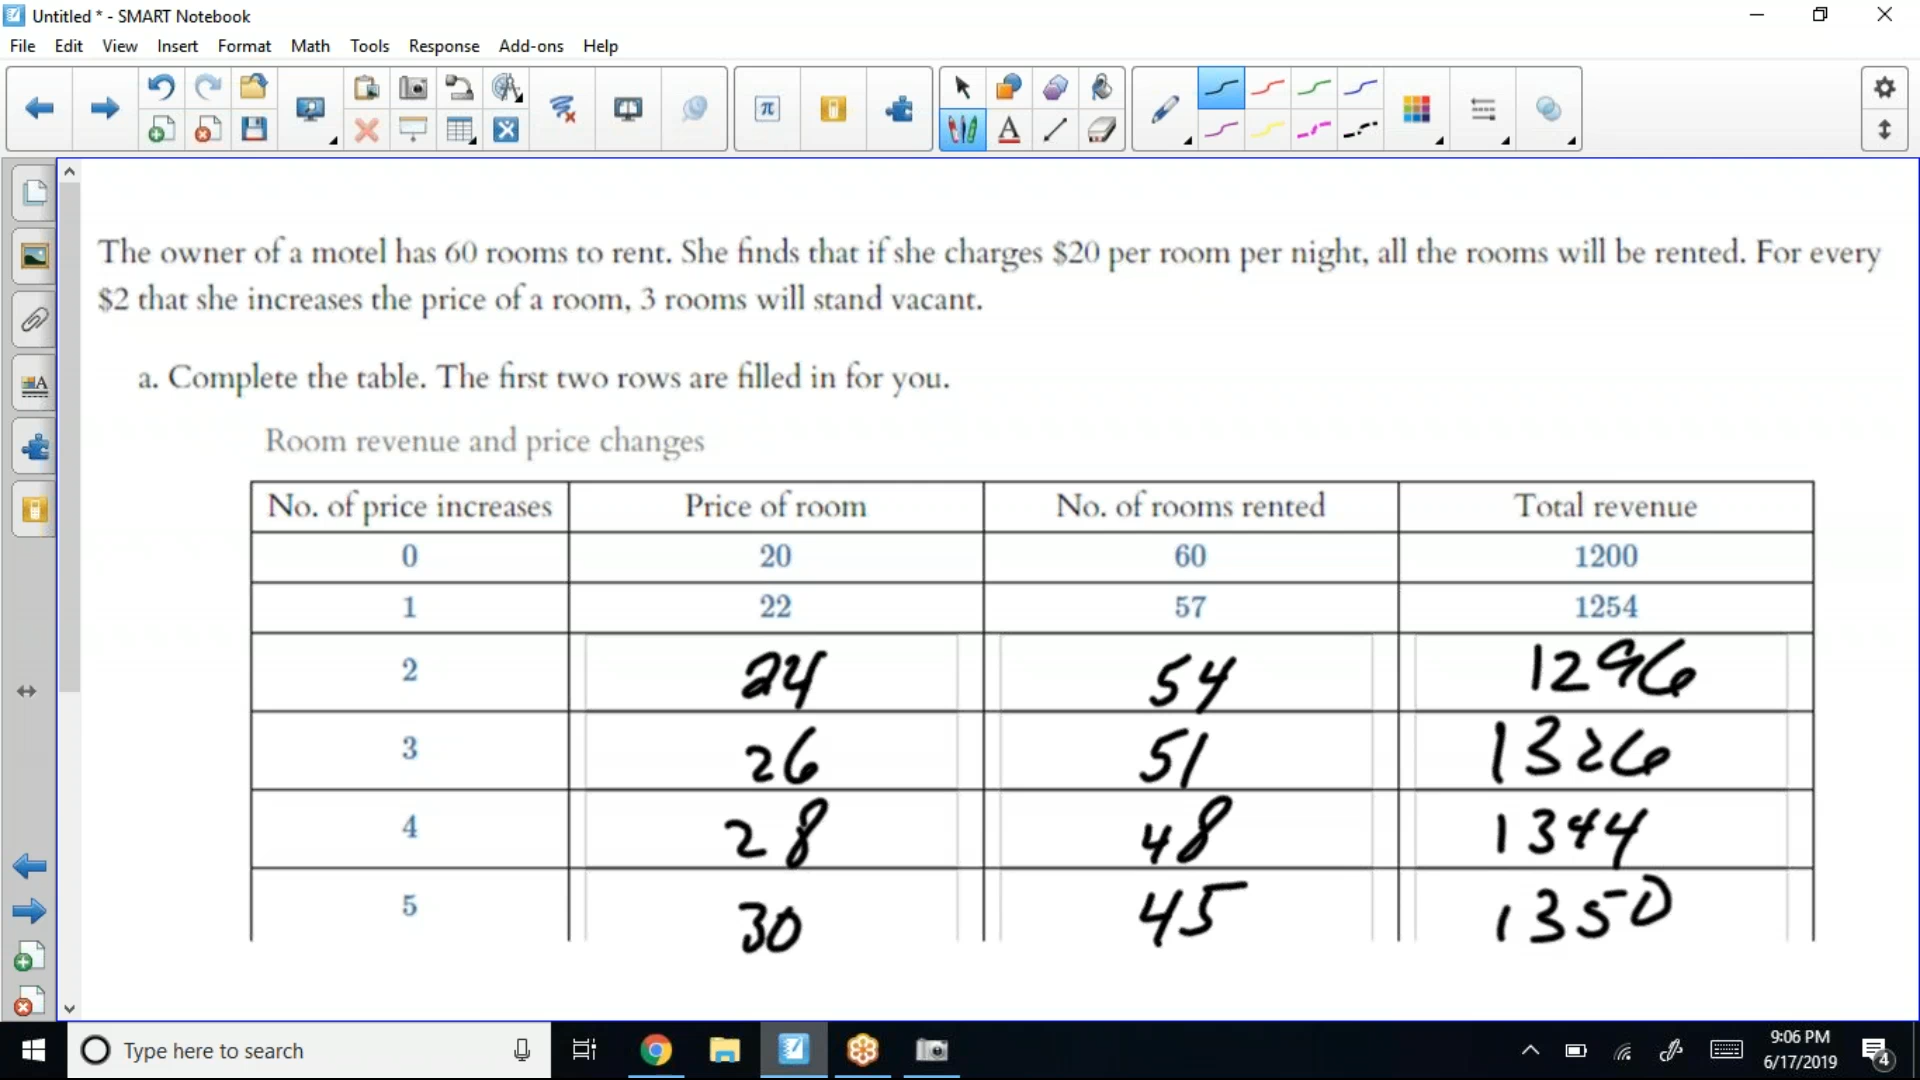 Untitled * - SMART Notebook
File Edit View Insert Format Math Tools Response Add-ons Help
The owner of a motel has 60 rooms to rent. She finds that if she charges $20 per room per night, all the rooms will be rented. For every
$2 that she increases the price of a room, 3 rooms will stand vacant.
a. Complete the table. The first two rows are filled in for you.
Room revenue and price changes
No. of price increases Price of room No. of rooms rented Total revenue
0 20 60 1200
1 22 57 1254
2 24 54 1296
3 26 51 1326
4 28 48 1344
5 30 45 1350
Type here to search
9:06 PM
6/17/2019
4